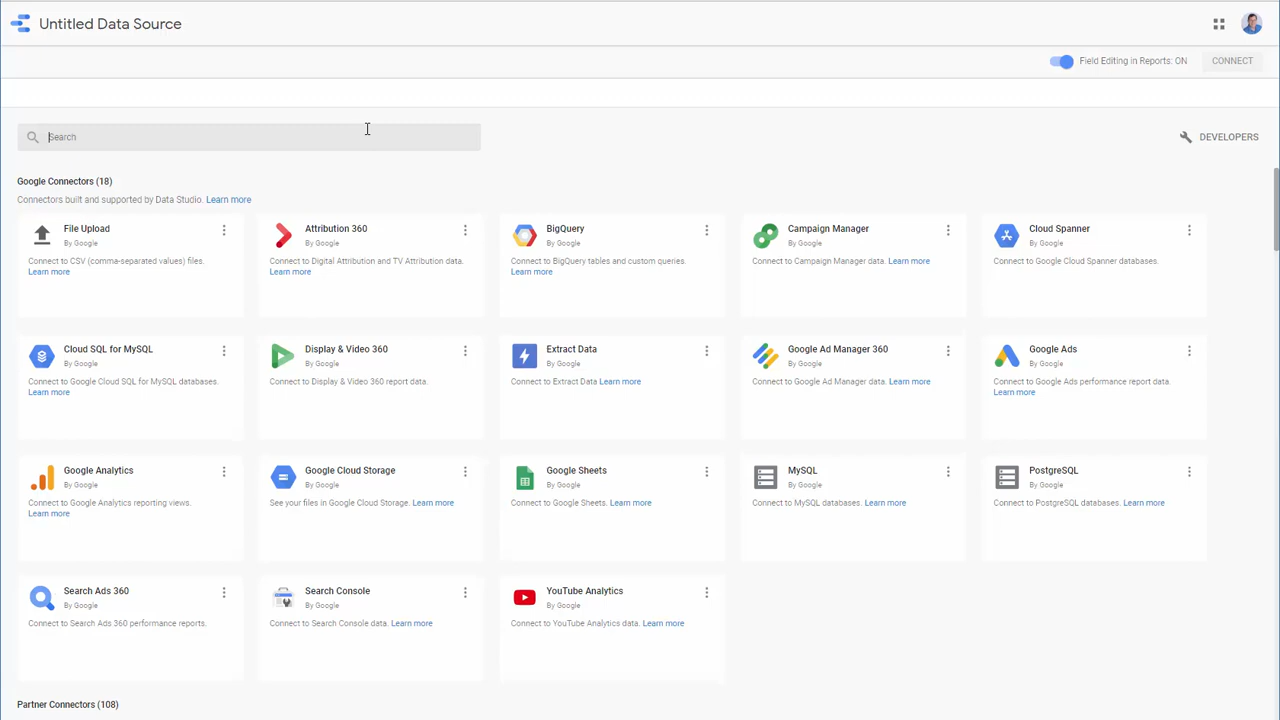 Untitled Data Source
Field Editing in Reports: ON
CONNECT
Search
DEVELOPERS
Google Connectors (18)
Connectors built and supported by Data Studio. Learn more
File Upload
By Google
Connect to CSV (comma-separated values) files.
Learn more
Attribution 360
By Google
Connect to Digital Attribution and TV Attribution data.
Learn more
BigQuery
By Google
Connect to BigQuery tables and custom queries.
Learn more
Campaign Manager
By Google
Connect to Campaign Manager data. Learn more
Cloud Spanner
By Google
Connect to Google Cloud Spanner databases.
Cloud SQL for MySQL
By Google
Connect to Google Cloud SQL for MySQL databases.
Learn more
Display & Video 360
By Google
Connect to Display & Video 360 report data.
Extract Data
By Google
Connect to Extract Data Learn more
Google Ad Manager 360
By Google
Connect to Google Ad Manager data. Learn more
Google Ads
By Google
Connect to Google Ads performance report data.
Learn more
Google Analytics
By Google
Connect to Google Analytics reporting views.
Learn more
Google Cloud Storage
By Google
See your files in Google Cloud Storage. Learn more
Google Sheets
By Google
Connect to Google Sheets. Learn more
MySQL
By Google
Connect to MySQL databases. Learn more
PostgreSQL
By Google
Connect to PostgreSQL databases. Learn more
Search Ads 360
By Google
Connect to Search Ads 360 performance reports.
Search Console
By Google
Connect to Search Console data. Learn more
YouTube Analytics
By Google
Connect to YouTube Analytics data. Learn more
Partner Connectors (108)